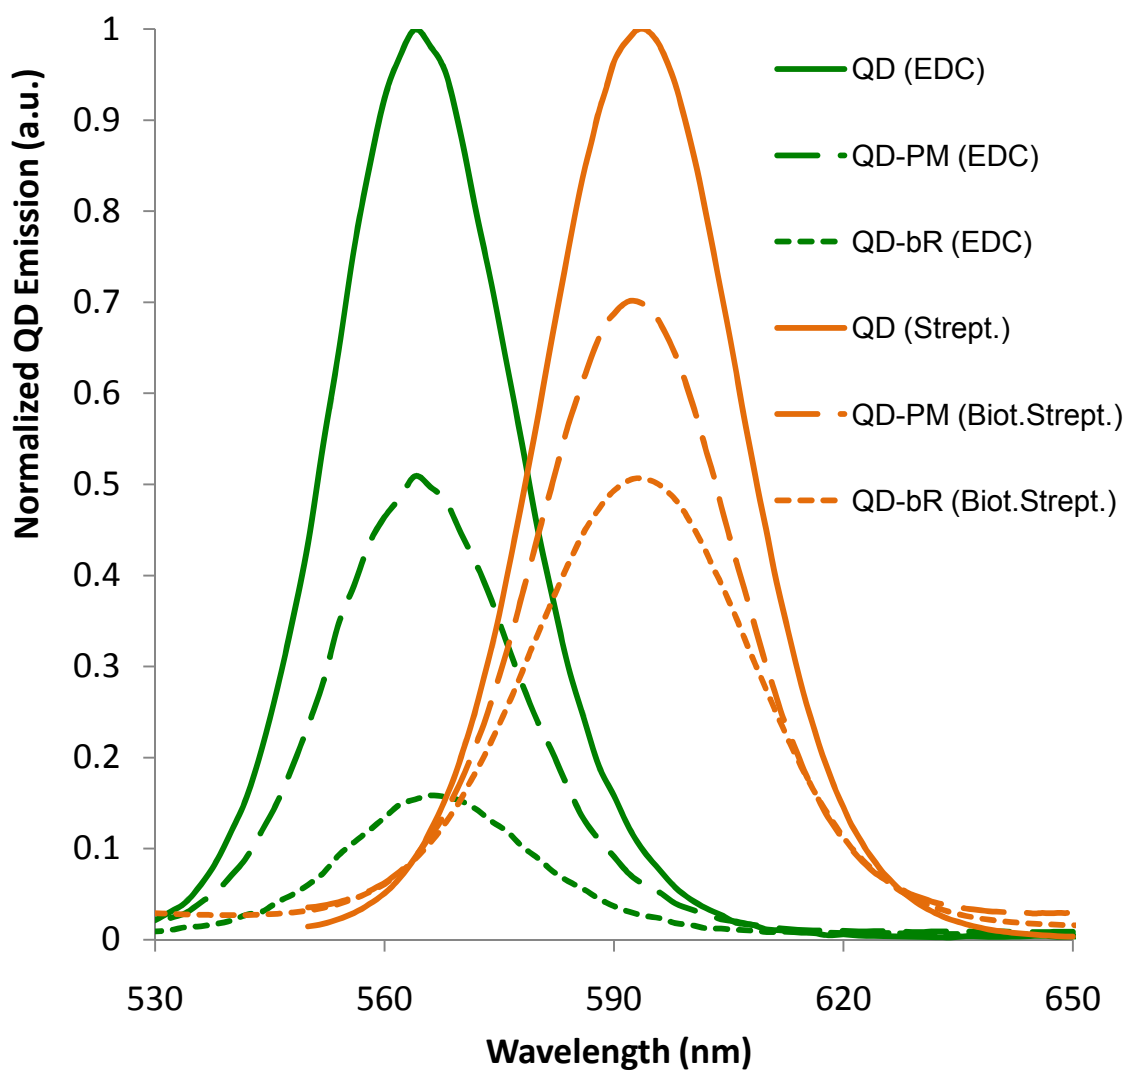 Normalized QD Emission (a.u.)
1
0.9
0.8
0.7
0.6
0.5
0.4
0.3
0.2
0.1
0
530
560
590
620
650
Wavelength (nm)
QD (EDC)
QD-PM (EDC)
QD-bR (EDC)
QD (Strept.)
QD-PM (Biot.Strept.)
QD-bR (Biot.Strept.)